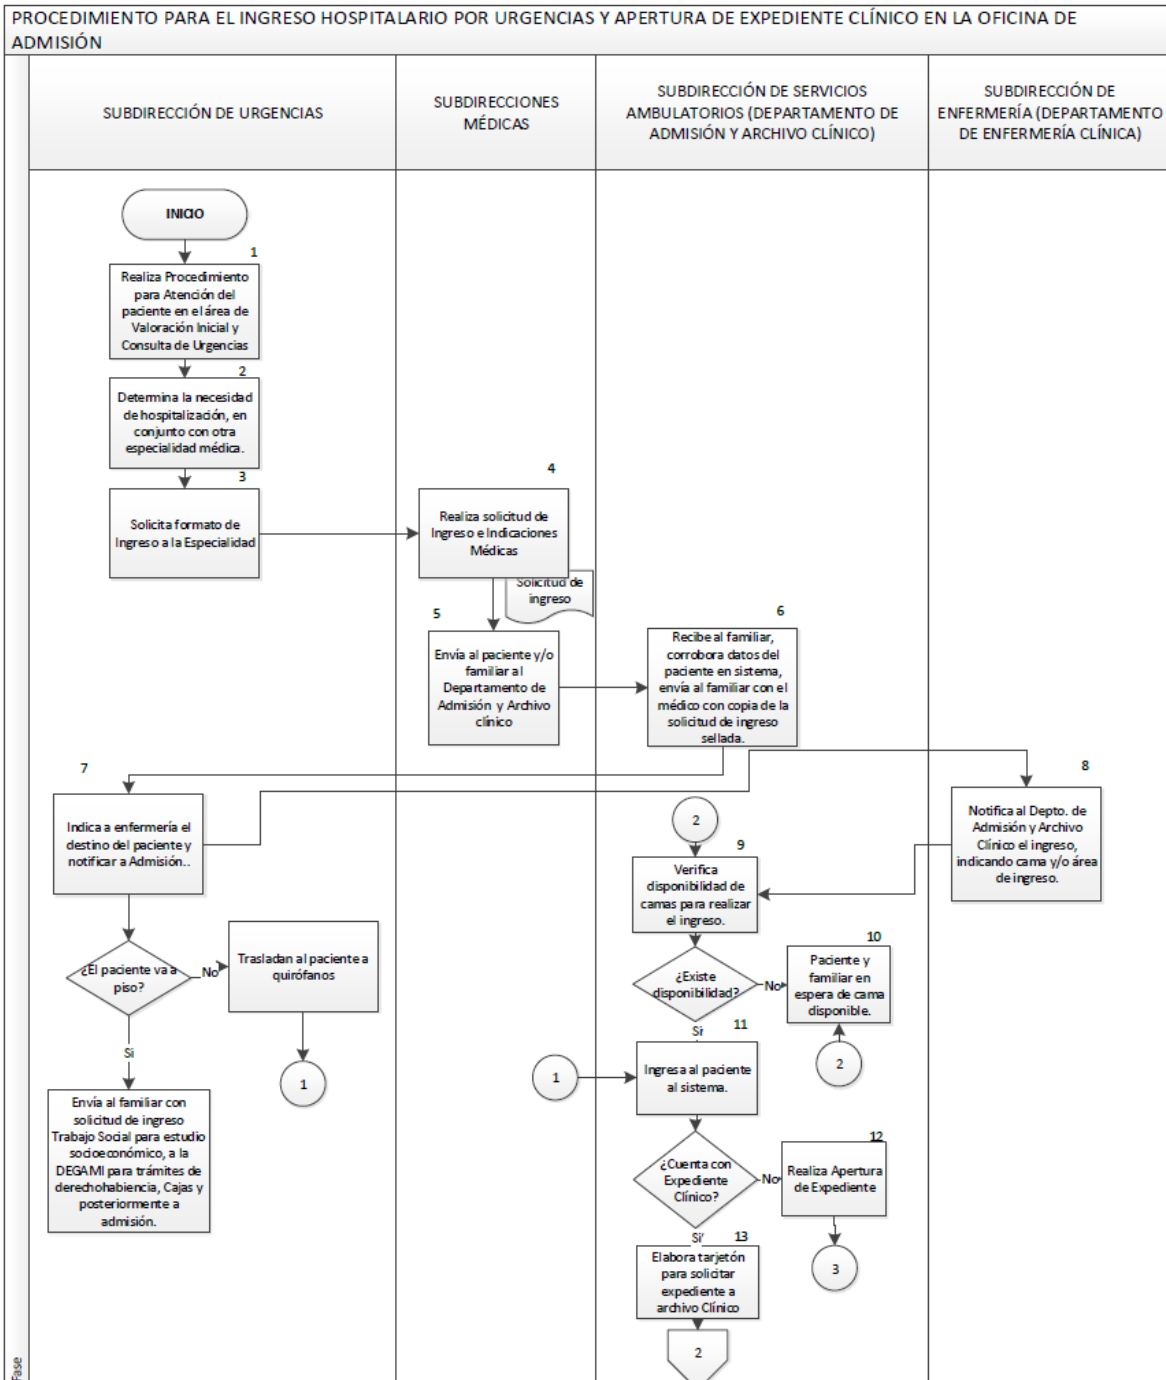 PROCEDIMIENTO PARA EL INGRESO HOSPITALARIO POR URGENCIAS Y APERTURA DE EXPEDIENTE CLÍNICO EN LA OFICINA DE
ADMISIÓN
SUBDIRECCIÓN DE URGENCIAS
SUBDIRECCIONES
MÉDICAS
SUBDIRECCIÓN DE SERVICIOS
AMBULATORIOS (DEPARTAMENTO DE
ADMISIÓN Y ARCHIVO CLÍNICO)
SUBDIRECCIÓN DE
ENFERMERÍA (DEPARTAMENTO
DE ENFERMERÍA CLÍNICA)
INICIO
1
Realiza Procedimiento
para Atención del
paciente en el área de
Valoración Inicial y
Consulta de Urgencias
2
Determina la necesidad
de hospitalización, en
conjunto con otra
especialidad médica.
3
Solicita formato de
Ingreso a la Especialidad
4
Realiza solicitud de
Ingreso e Indicaciones
Médicas
Solicitud de
ingreso
5
Envía al paciente y/o
familiar al
Departamento de
Admisión y Archivo
clínico
6
Recibe al familiar,
corrobora datos del
paciente en sistema,
envía al familiar con el
médico con copia de la
solicitud de ingreso
sellada.
7
Indica a enfermería el
destino del paciente y
notificar a Admisión..
8
Notifica al Depto. de
Admisión y Archivo
Clínico el ingreso,
indicando cama y/o área
de ingreso.
2
9
Verifica
disponibilidad de
camas para realizar
el ingreso.
¿El paciente va a
piso?
No
Trasladan al paciente a
quirófanos
1
Si
Envía al familiar con
solicitud de ingreso
Trabajo Social para estudio
socioeconómico, a la
DEGAMI para trámites de
derechohabiencia, Cajas y
posteriormente a
admisión.
¿Existe
disponibilidad?
No
10
Paciente y
familiar en
espera de cama
disponible.
2
Si
11
1
Ingresa al paciente
al sistema.
¿Cuenta con
Expediente
Clínico?
No
12
Realiza Apertura
de Expediente
3
Si
13
Elabora tarjetón
para solicitar
expediente a
archivo Clínico
2
Fase